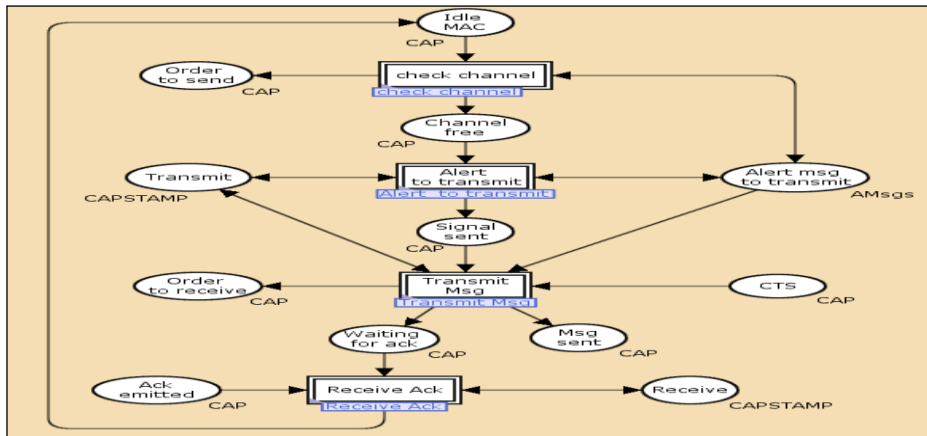 Idle
MAC
CAP
Order
to send
CAP
check channel
check channel
Channel
free
CAP
Transmit
CAPSTAMP
Alert
to transmit
Alert to transmit
Alert msg
to transmit
AMsgs
Signal
sent
CAP
Order
to receive
CAP
Transmit
Msg
Transmit Msg
CTS
CAP
Waiting
for ack
CAP
Msg
sent
CAP
Ack
emitted
CAP
Receive Ack
Receive Ack
Receive
CAPSTAMP